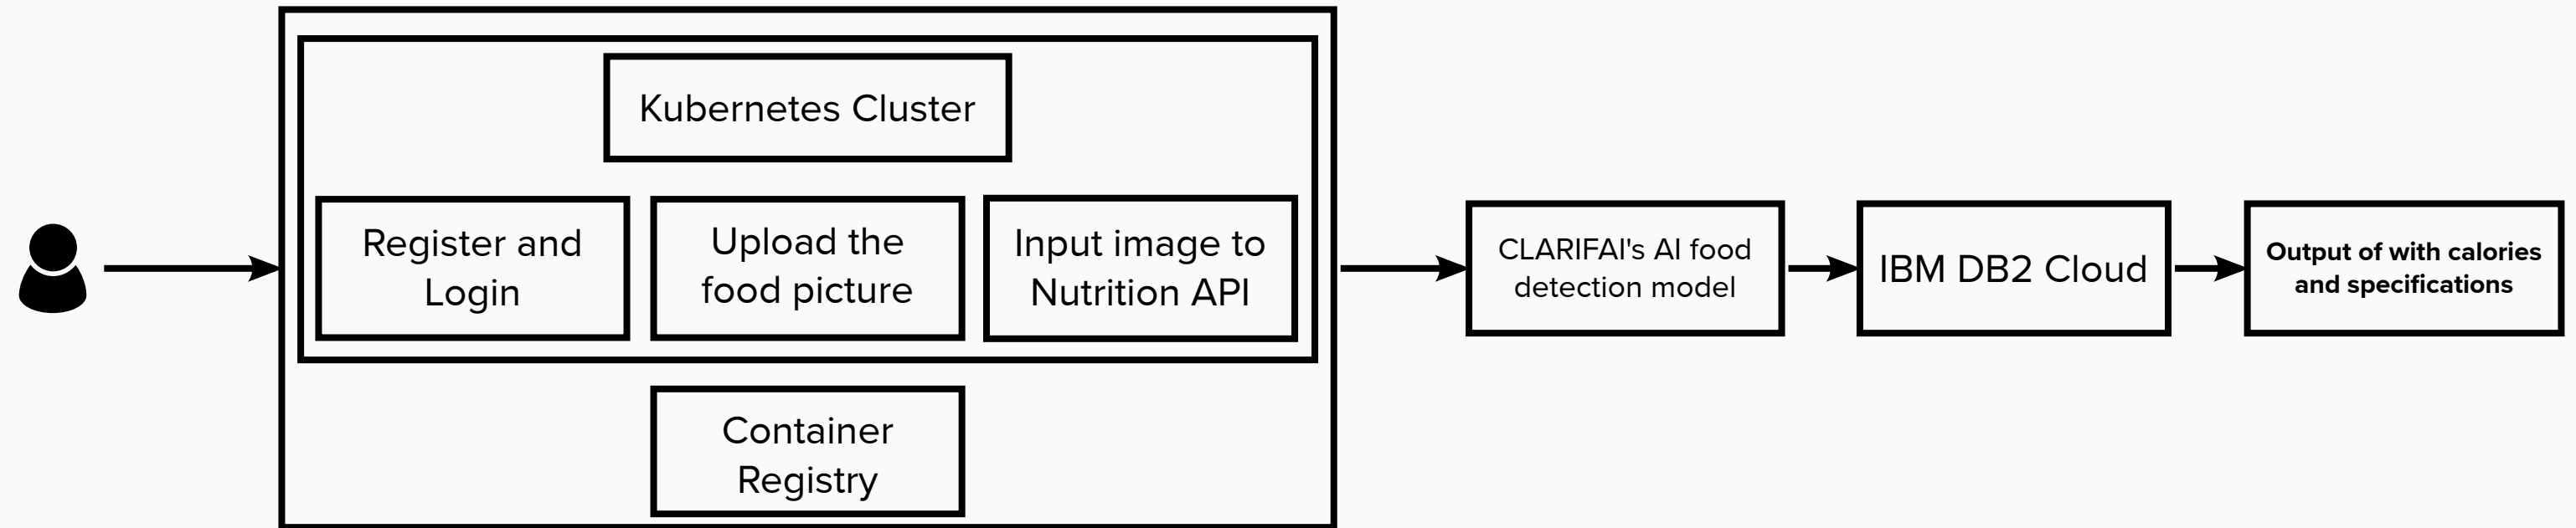 Kubernetes Cluster
Register and
Login
Upload the
food picture
Input image to
Nutrition API
Container
Registry
CLARIFAI's AI food
detection model
IBM DB2 Cloud
Output of with calories
and specifications